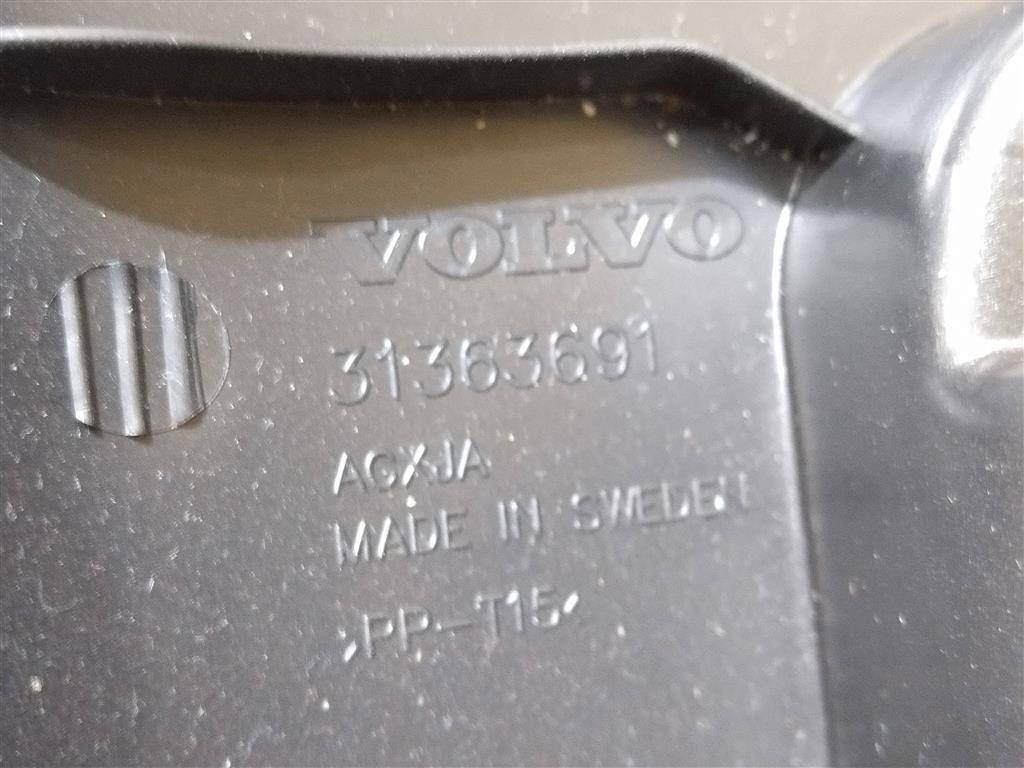 VOLVO
31363691
ACXJA
MADE IN SWEDEN
>PP-T15<